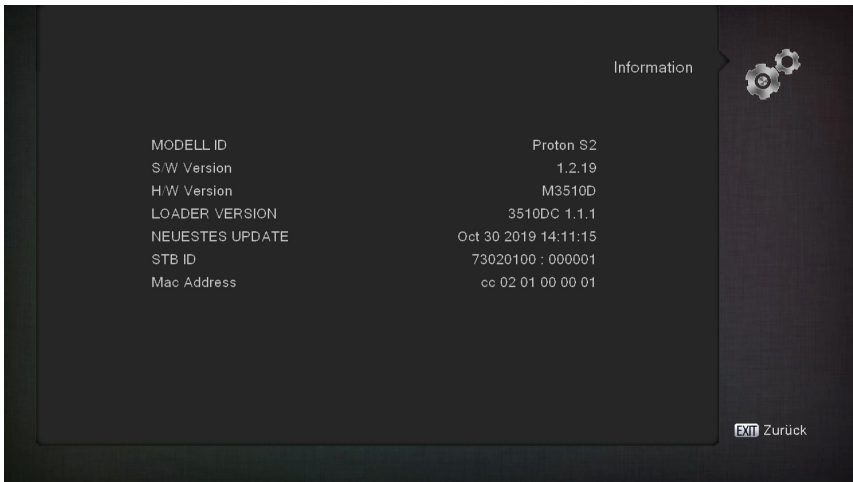 Information
MODELL ID Proton S2
S/W Version 1.2.19
H/W Version M3510D
LOADER VERSION 3510DC 1.1.1
NEUESTES UPDATE Oct 30 2019 14:11:15
STB ID 73020100 : 000001
Mac Address cc 02 01 00 00 01
EXIT Zurück